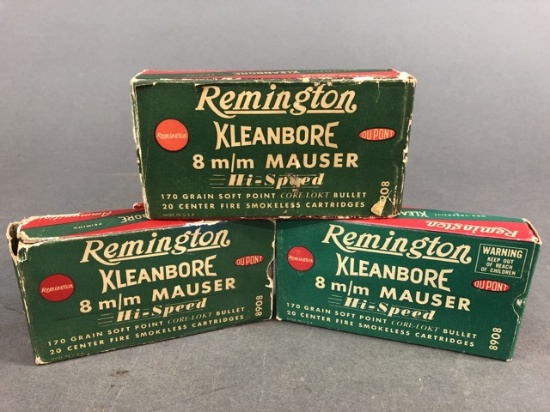 Remington
KLEANBORE
Remington
DU PONT
8 m/m MAUSER
Hi-Speed
170 GRAIN SOFT POINT CORE-LOKT BULLET
20 CENTER FIRE SMOKELESS CARTRIDGES
8908
Remington
KLEANBORE
Remington
DU PONT
8 m/m MAUSER
Hi-Speed
170 GRAIN SOFT POINT CORE-LOKT BULLET
20 CENTER FIRE SMOKELESS CARTRIDGES
8908
KLEANBORE
Remington
Remington
KLEANBORE
WARNING
KEEP OUT
OF REACH
OF CHILDREN
Remington
DU PONT
8 m/m MAUSER
Hi-Speed
170 GRAIN SOFT POINT CORE-LOKT BULLET
20 CENTER FIRE SMOKELESS CARTRIDGES
8908